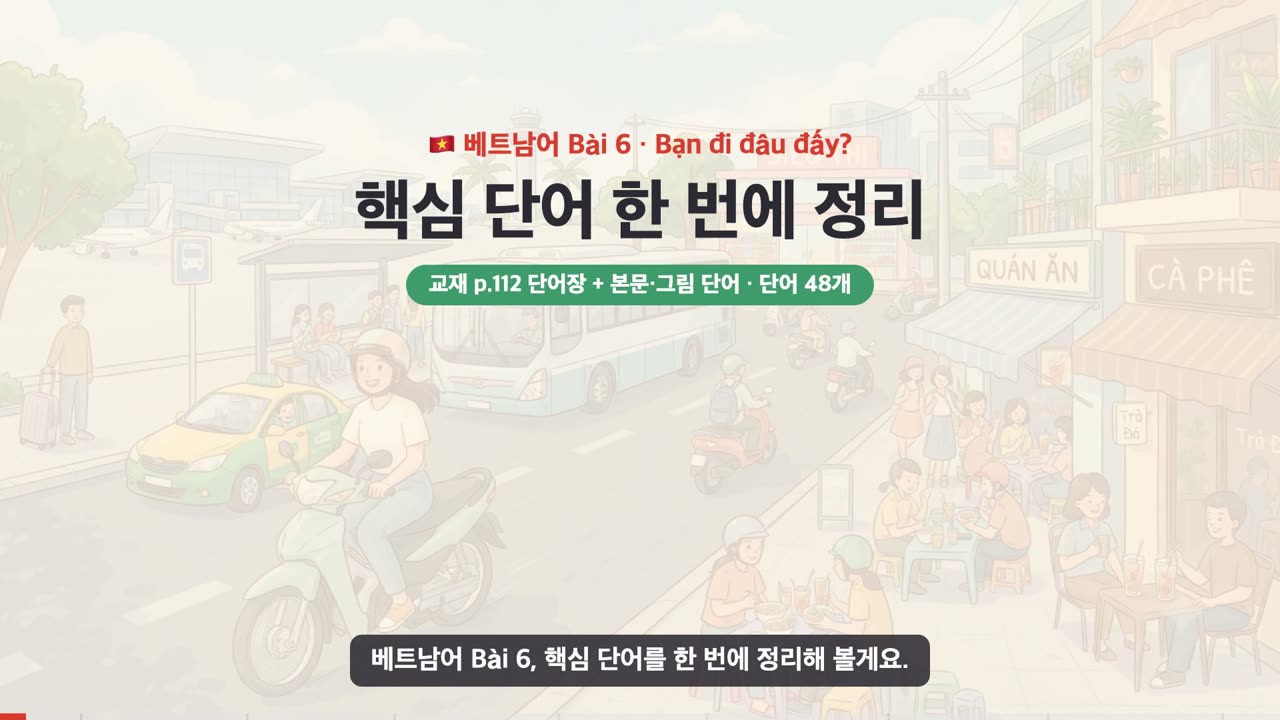 베트남어 Bài 6 · Bạn đi đâu đấy?
핵심 단어 한 번에 정리
교재 p.112 단어장 + 본문·그림 단어 · 단어 48개
QUÁN ĂN
CÀ PHÊ
Trà
Đá
베트남어 Bài 6, 핵심 단어를 한 번에 정리해 볼게요.